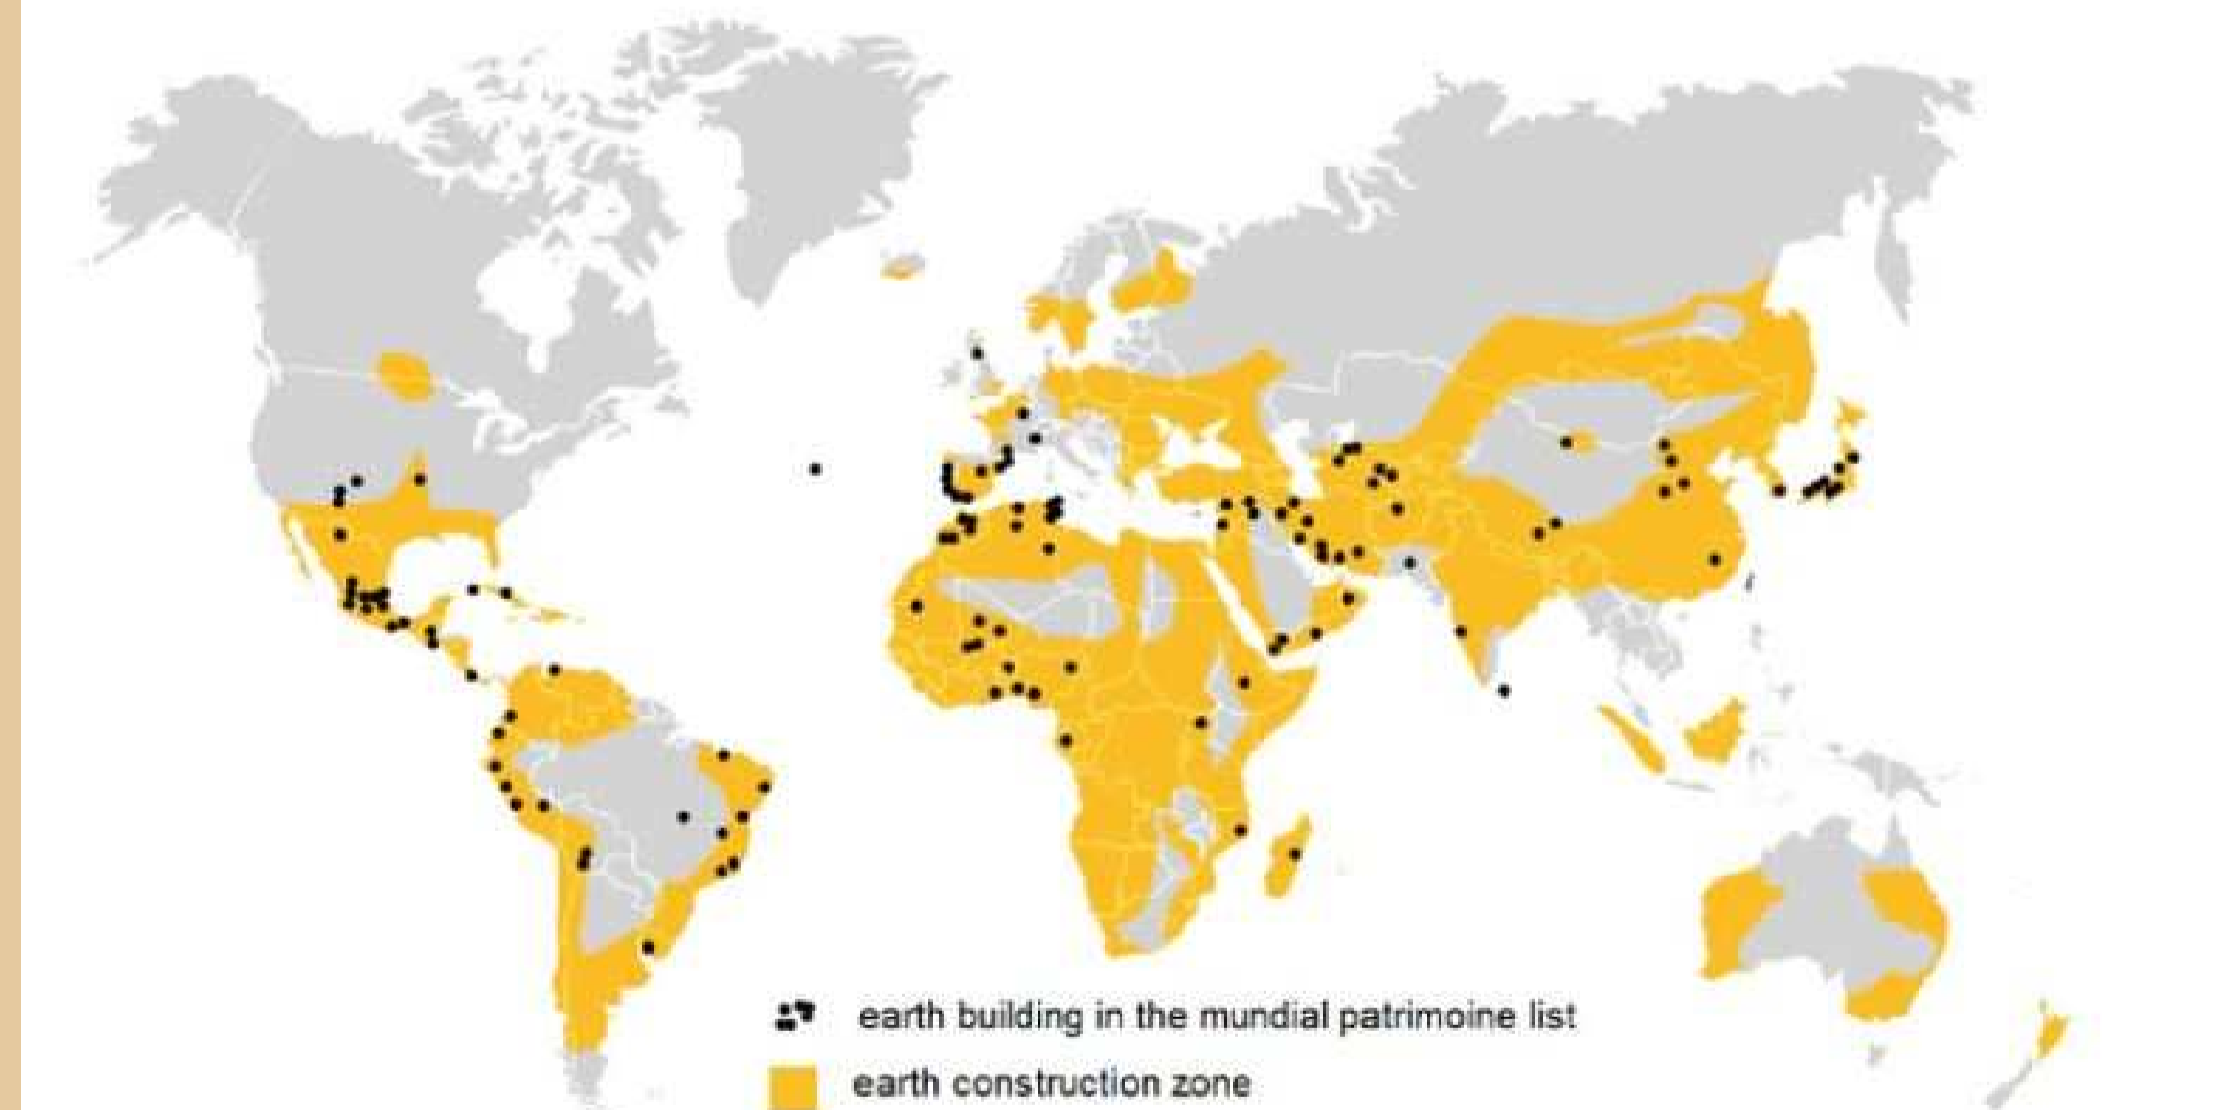 earth building in the mundial patrimoine list
earth construction zone